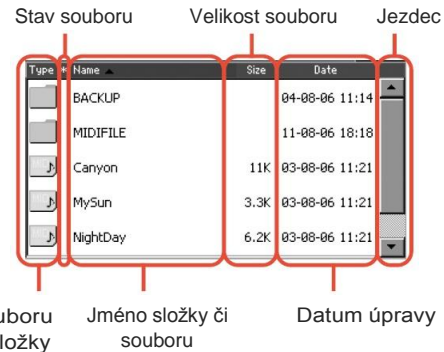 Stav souboru Velikost souboru Jezdec
Type * Name Size Date
BACKUP 04-08-06 11:14
MIDIFILE 11-08-06 18:18
Canyon 11K 03-08-06 11:21
MySun 3.3K 03-08-06 11:21
NightDay 6.2K 03-08-06 11:21
uboru Jméno složky či Datum úpravy
ložky souboru